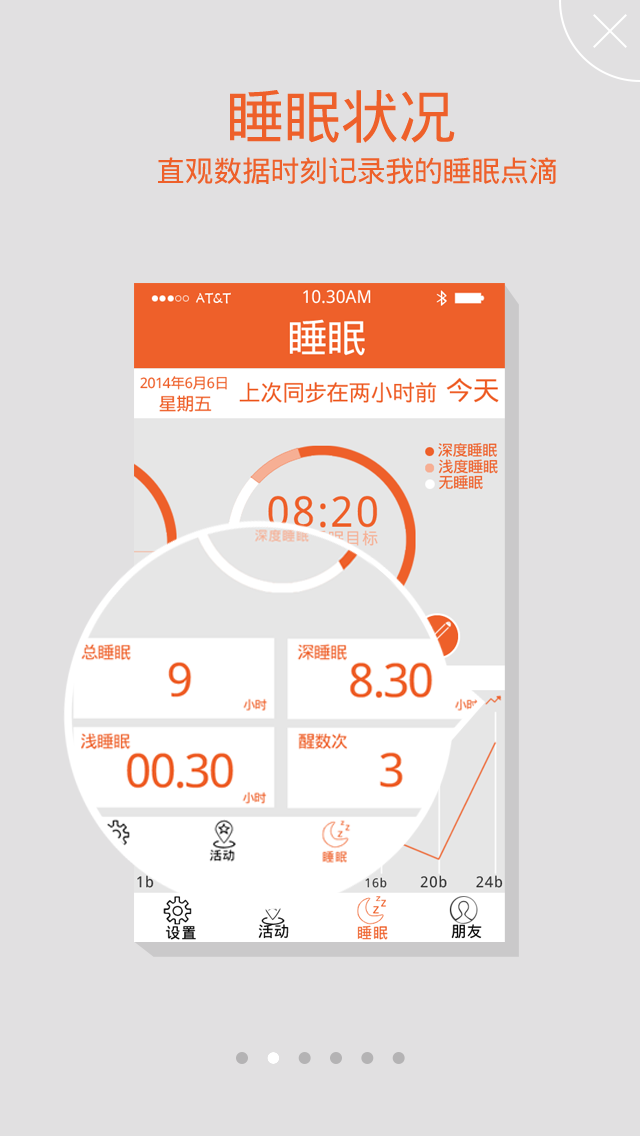 睡眠状况
直观数据时刻记录我的睡眠点滴
AT&T 10.30AM
睡眠
2014年6月6日
星期五
上次同步在两小时前
今天
深度睡眠
浅度睡眠
无睡眠
08:20
深度睡眠
眠目标
总睡眠
9
小时
深睡眠
8.30
小时
浅睡眠
00.30
小时
醒数次
3
活动
睡眠
1b 16b 20b 24b
设置 活动 睡眠 朋友